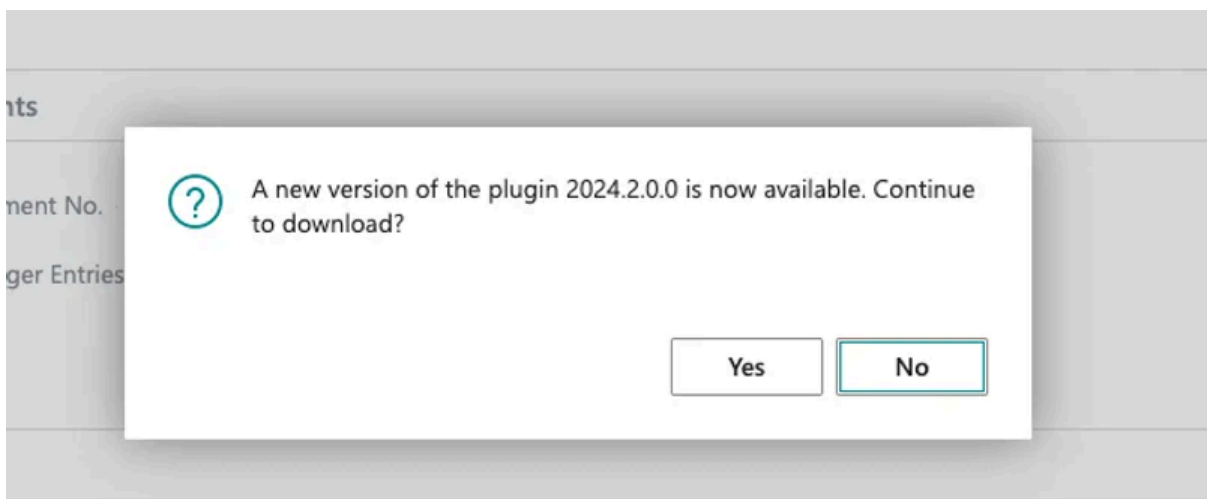 nts
A new version of the plugin 2024.2.0.0 is now available. Continue
to download?
ment No.
ger Entries
Yes
No